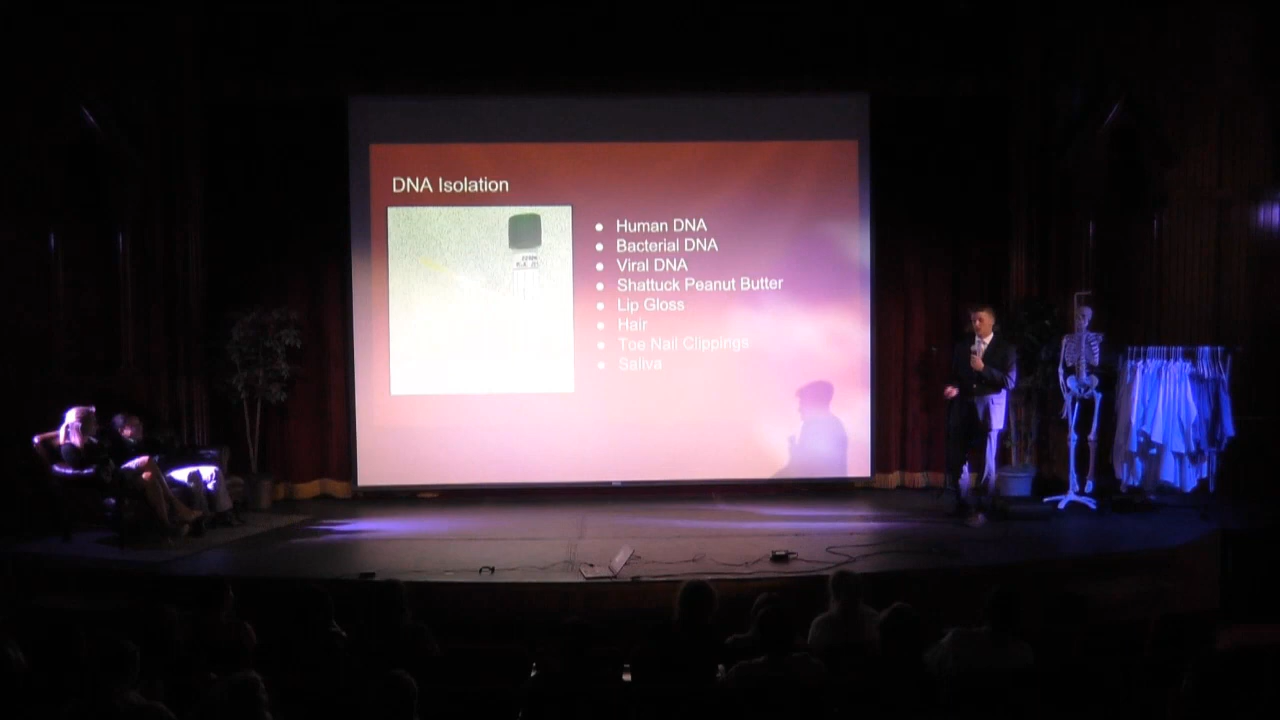 DNA Isolation
Human DNA
Bacterial DNA
Viral DNA
Shattuck Peanut Butter
Lip Gloss
Hair
Toe Nail Clippings
Saliva